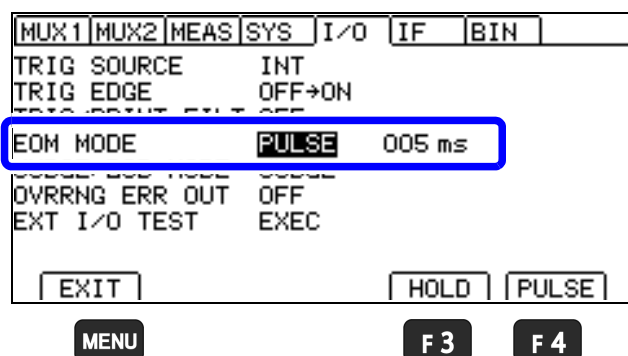 MUX1 MUX2 MEAS SYS I/O IF BIN
TRIG SOURCE INT
TRIG EDGE OFF→ON
EOM MODE PULSE 005 ms
OVRRNG ERR OUT OFF
EXT I/O TEST EXEC
EXIT HOLD PULSE
MENU F3 F4